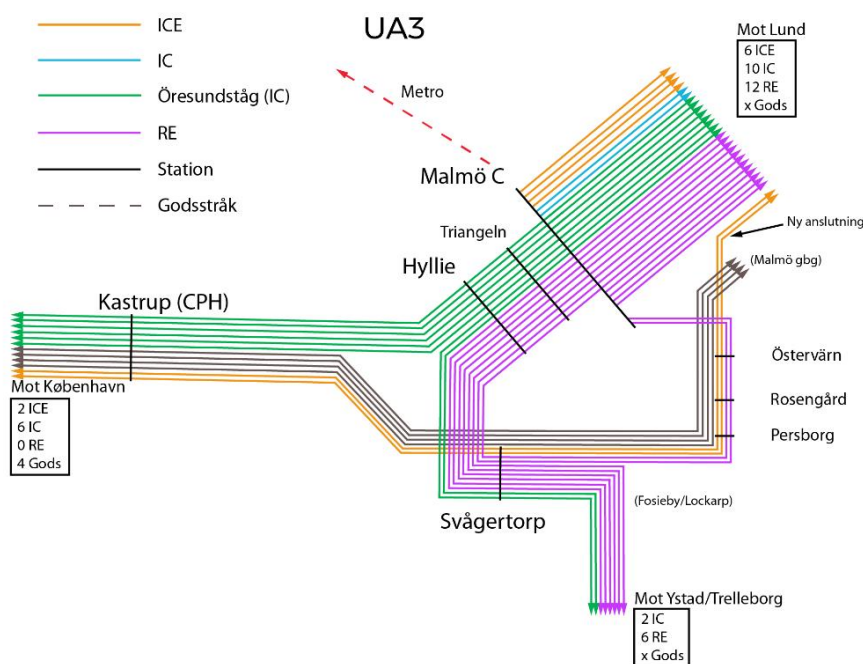 UA3
ICE
IC
Öresundståg (IC)
RE
Station
Godsstråk
Metro
Mot Lund
6 ICE
10 IC
12 RE
x Gods
Malmö C
Triangeln
Hyllie
Ny anslutning
(Malmö gbg)
Kastrup (CPH)
Östervärn
Rosengård
Persborg
Mot København
2 ICE
6 IC
0 RE
4 Gods
Svågertorp
(Fosieby/Lockarp)
Mot Ystad/Trelleborg
2 IC
6 RE
x Gods